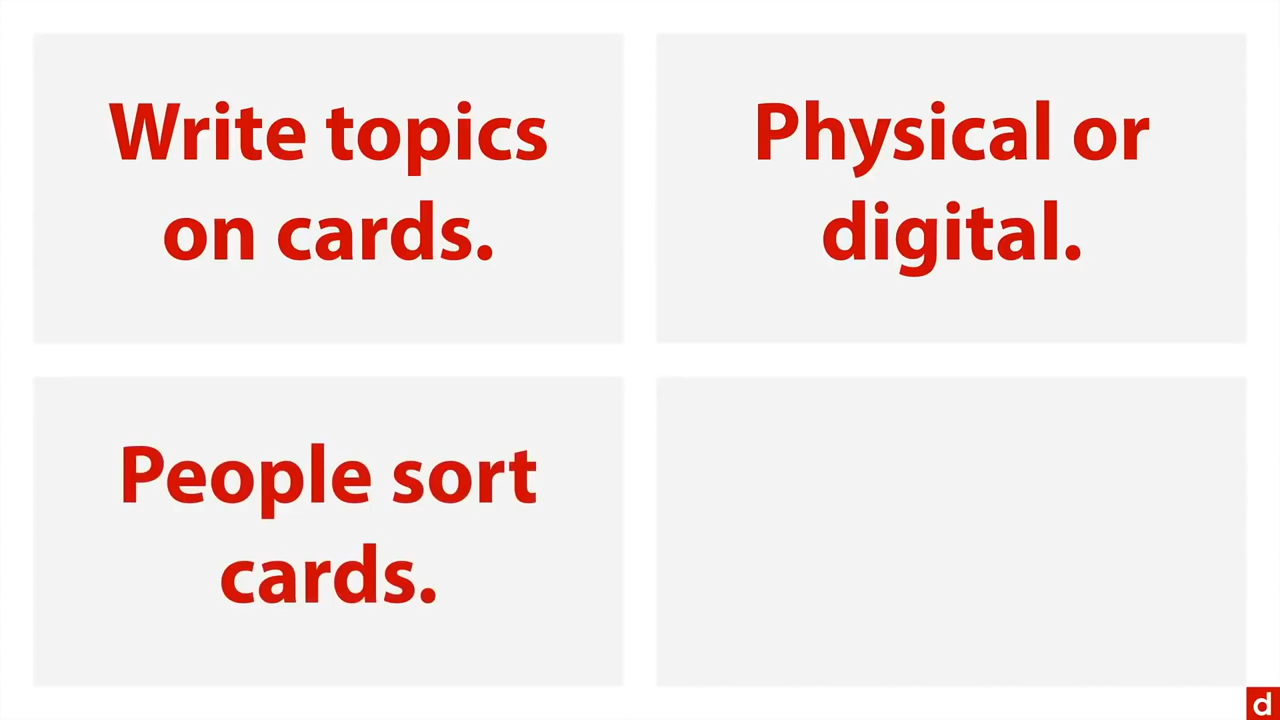 Write topics
on cards.
Physical or
digital.
People sort
cards.
d